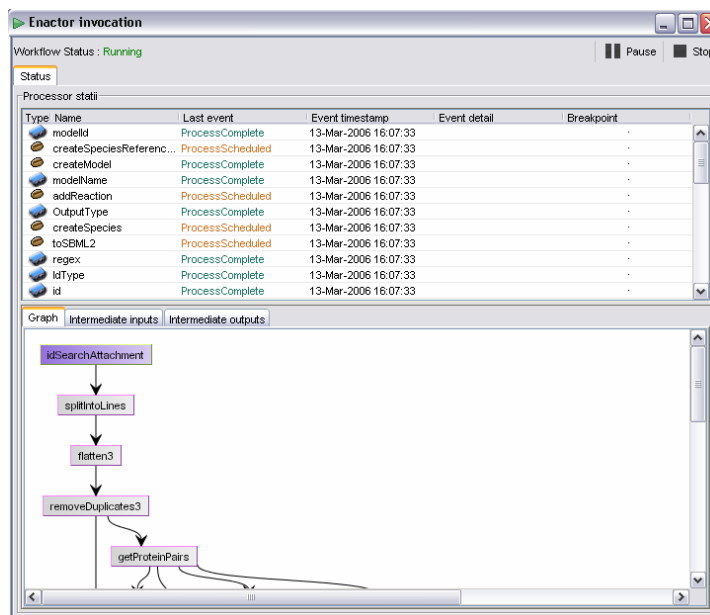 Enactor invocation
Workflow Status : Running Pause Stop
Status
Processor statii
Type Name Last event Event timestamp Event detail Breakpoint
modelId ProcessComplete 13-Mar-2006 16:07:33
createSpeciesReferenc... ProcessScheduled 13-Mar-2006 16:07:33
createModel ProcessComplete 13-Mar-2006 16:07:33
modelName ProcessComplete 13-Mar-2006 16:07:33
addReaction ProcessScheduled 13-Mar-2006 16:07:33
OutputType ProcessComplete 13-Mar-2006 16:07:33
createSpecies ProcessScheduled 13-Mar-2006 16:07:33
toSBML2 ProcessScheduled 13-Mar-2006 16:07:33
regex ProcessComplete 13-Mar-2006 16:07:33
IdType ProcessComplete 13-Mar-2006 16:07:33
id ProcessComplete 13-Mar-2006 16:07:33
Graph Intermediate inputs Intermediate outputs
idSearchAttachment
splitIntoLines
flatten3
removeDuplicates3
getProteinPairs